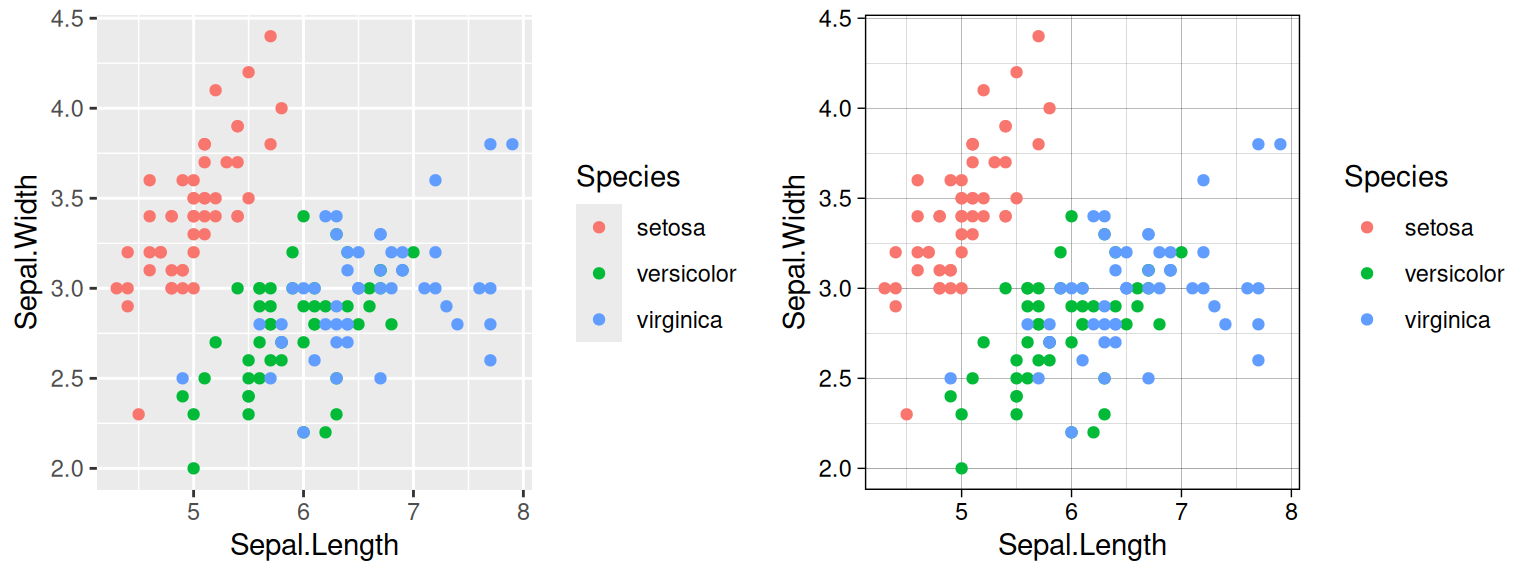 Sepal.Width
4.5
4.0
3.5
3.0
2.5
2.0
5 6 7 8
Sepal.Length
Species
setosa
versicolor
virginica
Sepal.Width
4.5
4.0
3.5
3.0
2.5
2.0
5 6 7 8
Sepal.Length
Species
setosa
versicolor
virginica